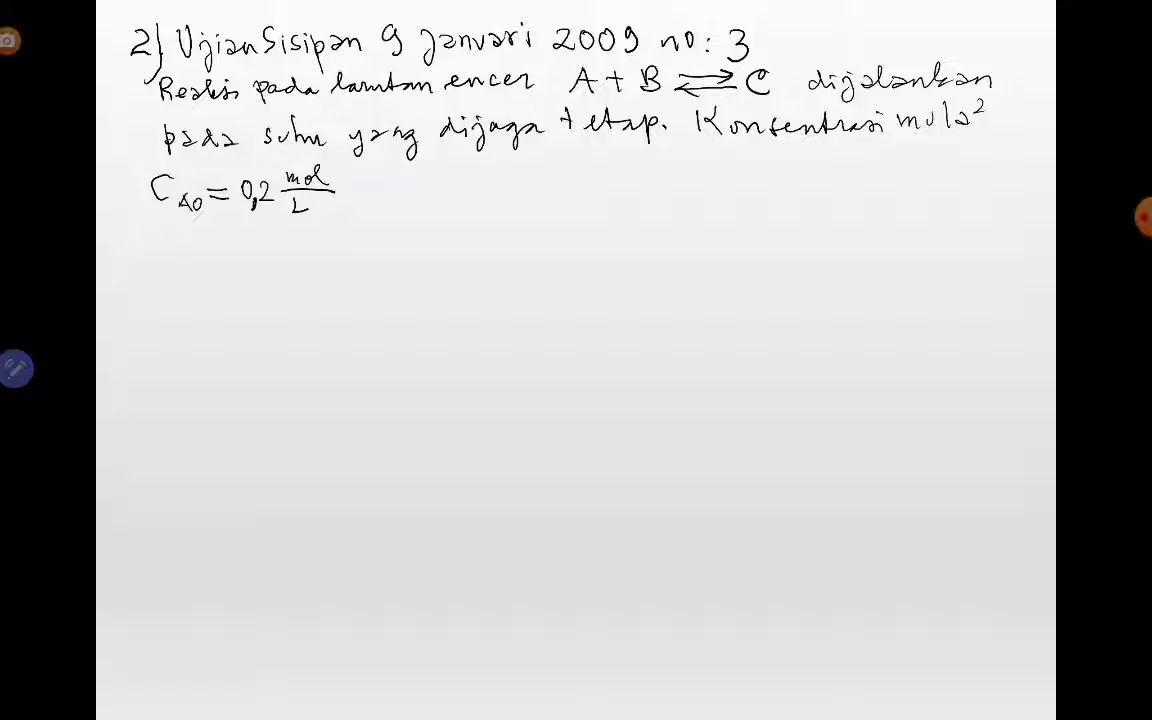 2) Ujian Sisipan 9 Januari 2009 no: 3
Reaksi pada larutan encer A + B ⇌ C dijalankan
pada suhu yang dijaga tetap. Konsentrasi mula²
C_A0 = 0,2 mol/L